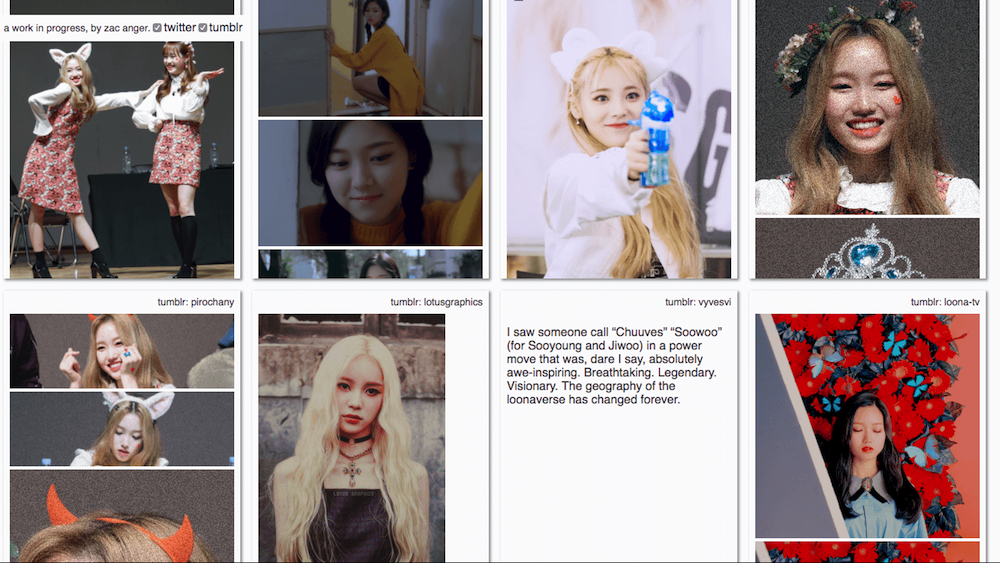 a work in progress, by zac anger. twitter tumblr
G
tumblr: pirochany
tumblr: lotusgraphics
LOTUS GRAPHICS
tumblr: vyvesvi
I saw someone call “Chuuves” “Soowoo”
(for Sooyoung and Jiwoo) in a power
move that was, dare I say, absolutely
awe-inspiring. Breathtaking. Legendary.
Visionary. The geography of the
loonaverse has changed forever.
tumblr: loona-tv